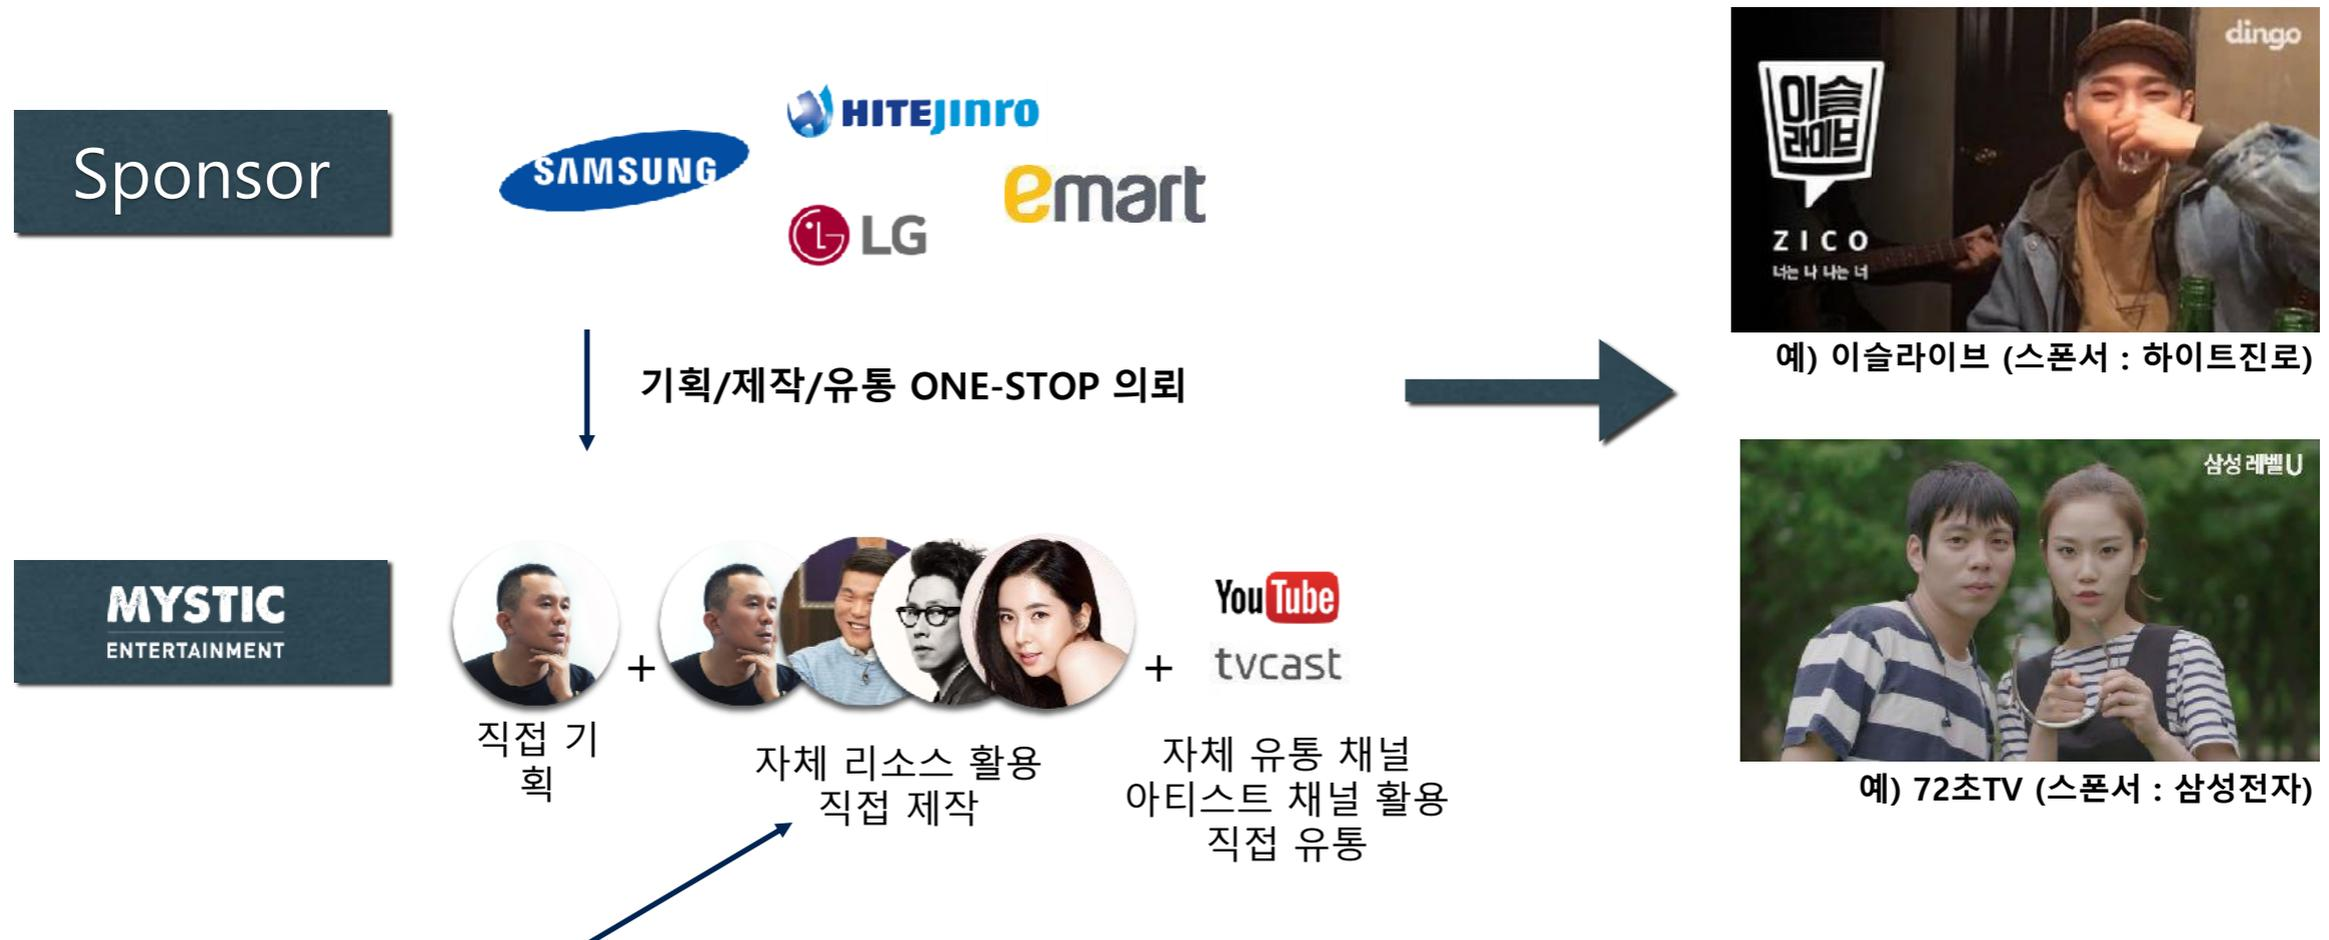 Sponsor
SAMSUNG
HITEJINRO
LG
emart
기획/제작/유통 ONE-STOP 의뢰
dingo
이슬
라이브
ZICO
너는 나 나는 너
예) 이슬라이브 (스폰서 : 하이트진로)
삼성 레벨U
예) 72초TV (스폰서 : 삼성전자)
MYSTIC
ENTERTAINMENT
+
+
직접 기
획
자체 리소스 활용
직접 제작
YouTube
tvcast
자체 유통 채널
아티스트 채널 활용
직접 유통